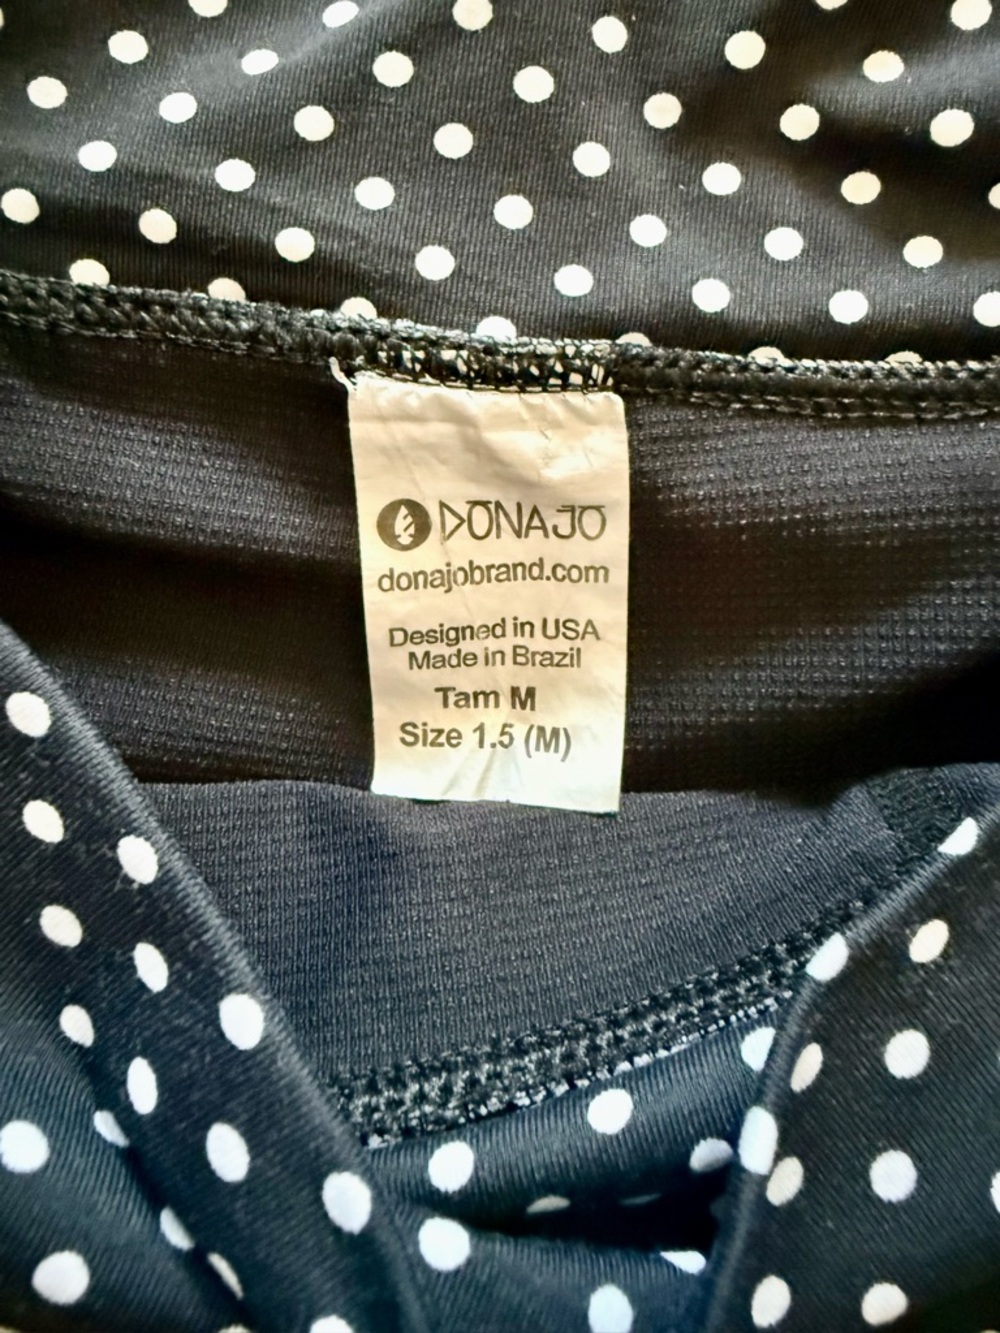 DONAJO
donajobrand.com
Designed in USA
Made in Brazil
Tam M
Size 1.5 (M)